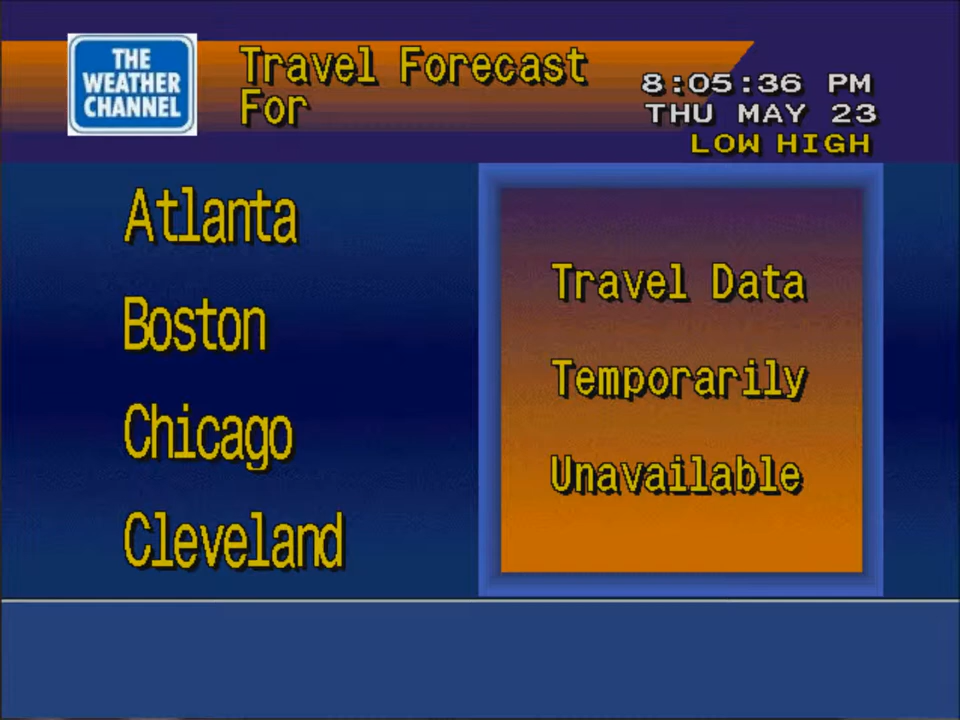 THE
WEATHER
CHANNEL
Travel Forecast
For
8:05:36 PM
THU MAY 23
LOW HIGH
Atlanta
Boston
Chicago
Cleveland
Travel Data
Temporarily
Unavailable